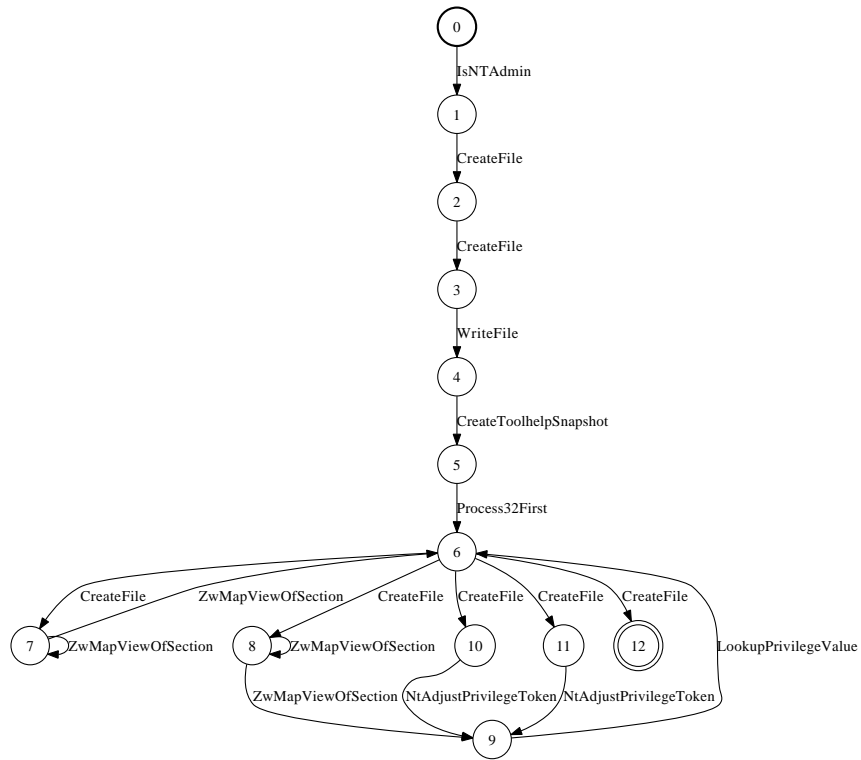 0
IsNTAdmin
1
CreateFile
2
CreateFile
3
WriteFile
4
CreateToolhelpSnapshot
5
Process32First
6
CreateFile ZwMapViewOfSection CreateFile CreateFile CreateFile CreateFile
7 ZwMapViewOfSection 8 ZwMapViewOfSection 10 11 12 LookupPrivilegeValue
ZwMapViewOfSection NtAdjustPrivilegeToken NtAdjustPrivilegeToken
9